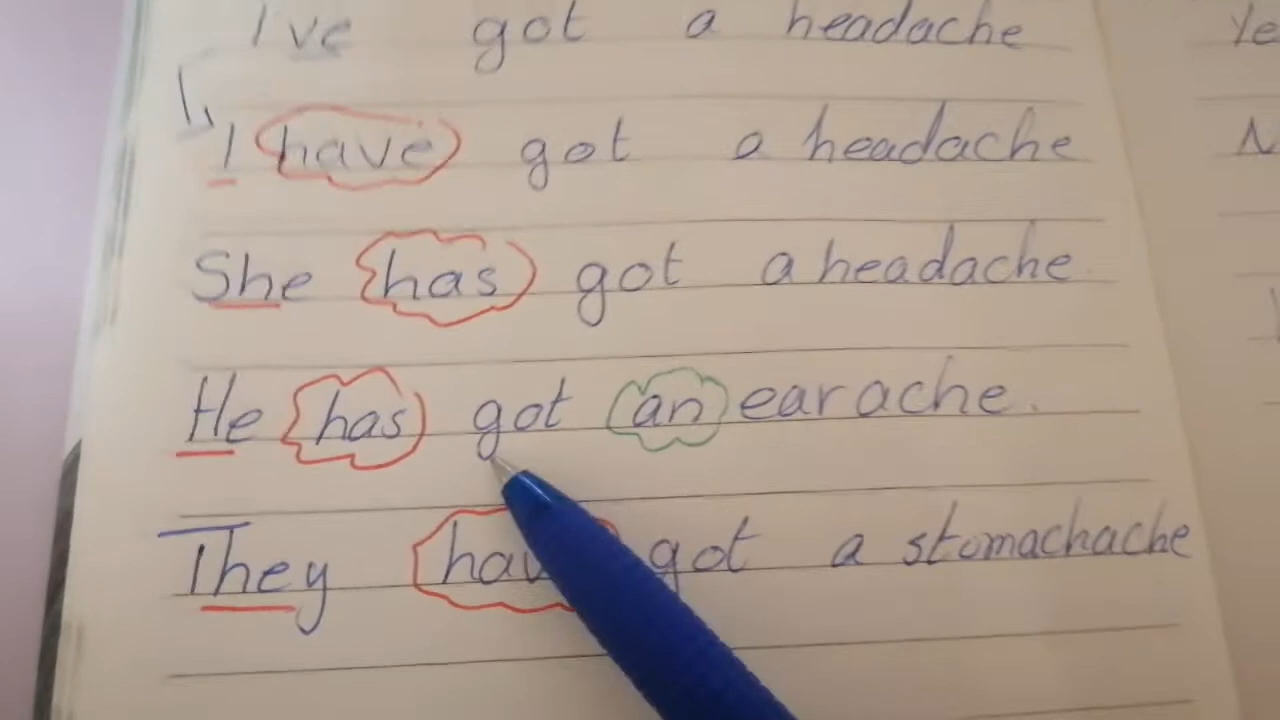 I've got a headache
I have got a headache
She has got a headache
He has got an earache.
They got a stomachache